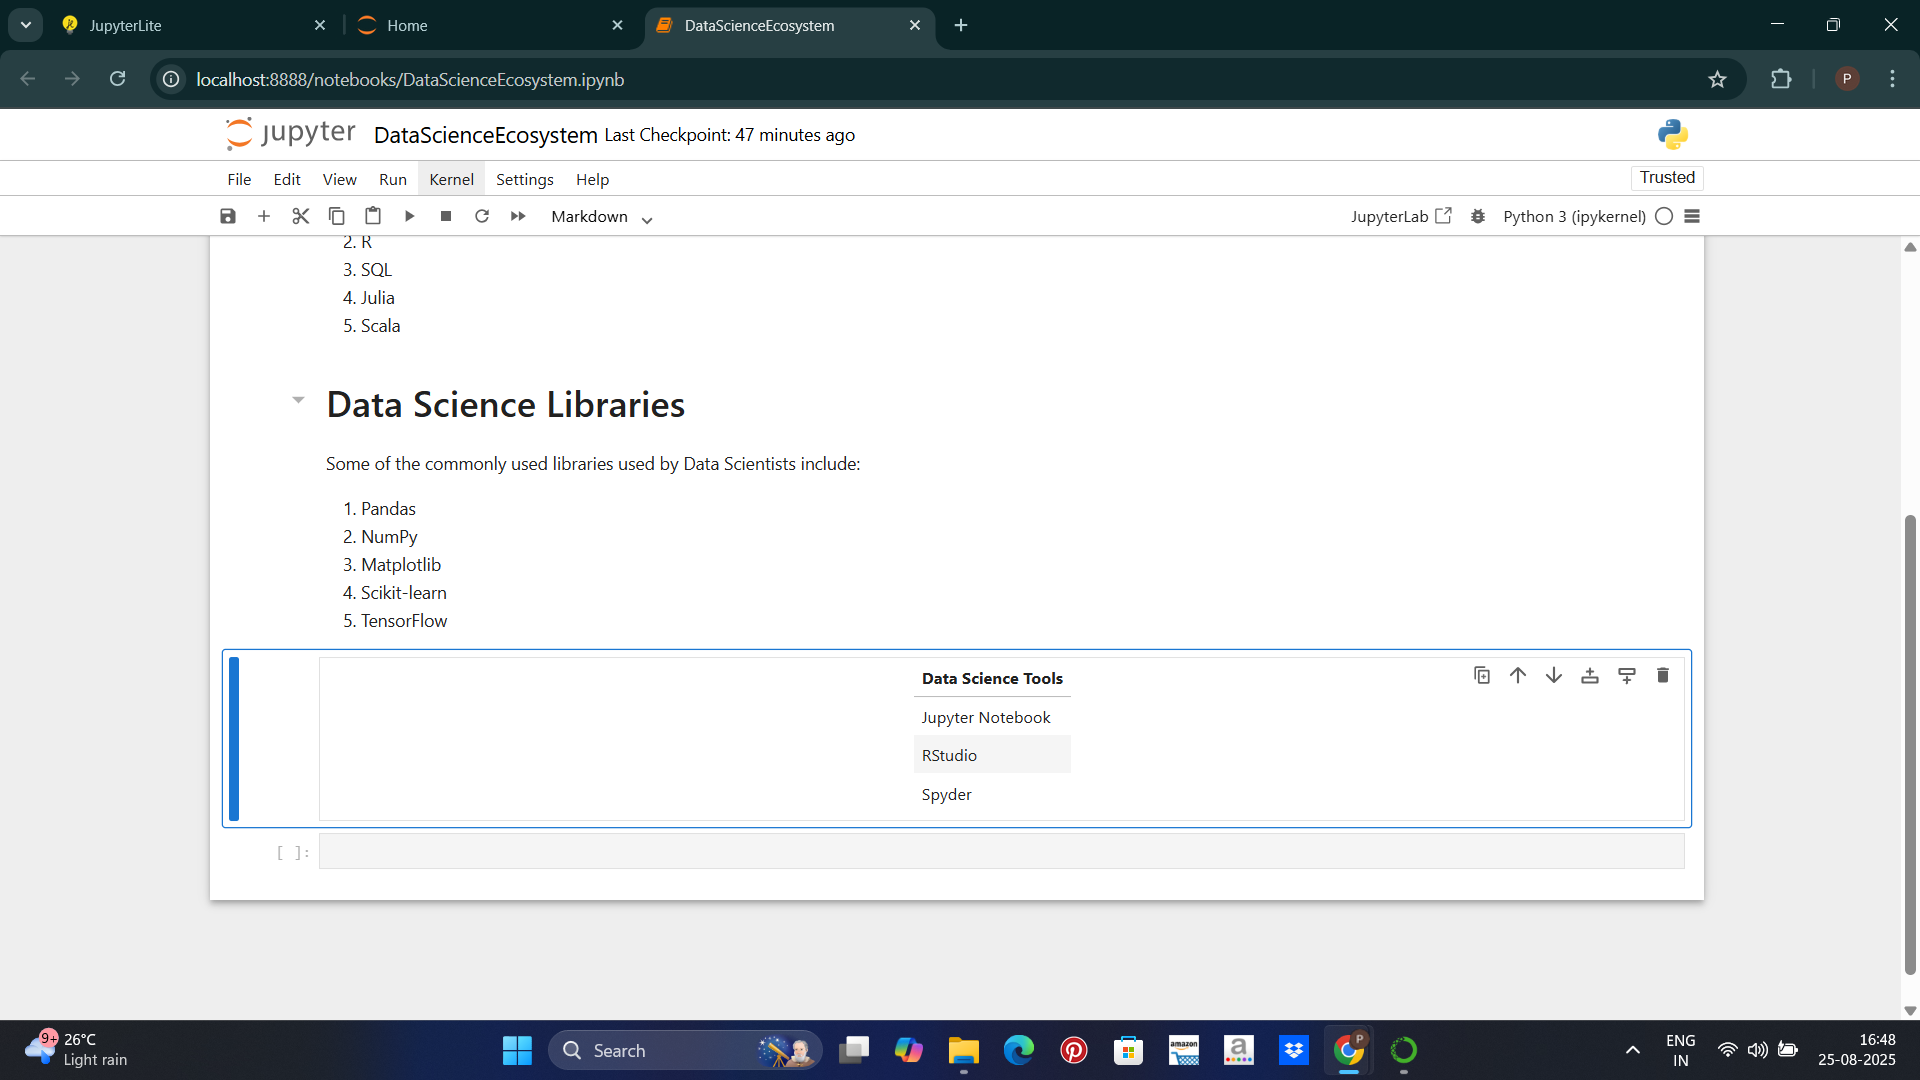 JupyterLite
Home
DataScienceEcosystem
localhost:8888/notebooks/DataScienceEcosystem.ipynb
P
jupyter DataScienceEcosystem Last Checkpoint: 47 minutes ago
File Edit View Run Kernel Settings Help
Trusted
Markdown
JupyterLab
Python 3 (ipykernel)
2. R
3. SQL
4. Julia
5. Scala
Data Science Libraries
Some of the commonly used libraries used by Data Scientists include:
1. Pandas
2. NumPy
3. Matplotlib
4. Scikit-learn
5. TensorFlow
Data Science Tools
Jupyter Notebook
RStudio
Spyder
[ ]:
9+
26°C
Light rain
Search
amazon
a
P
ENG
IN
16:48
25-08-2025